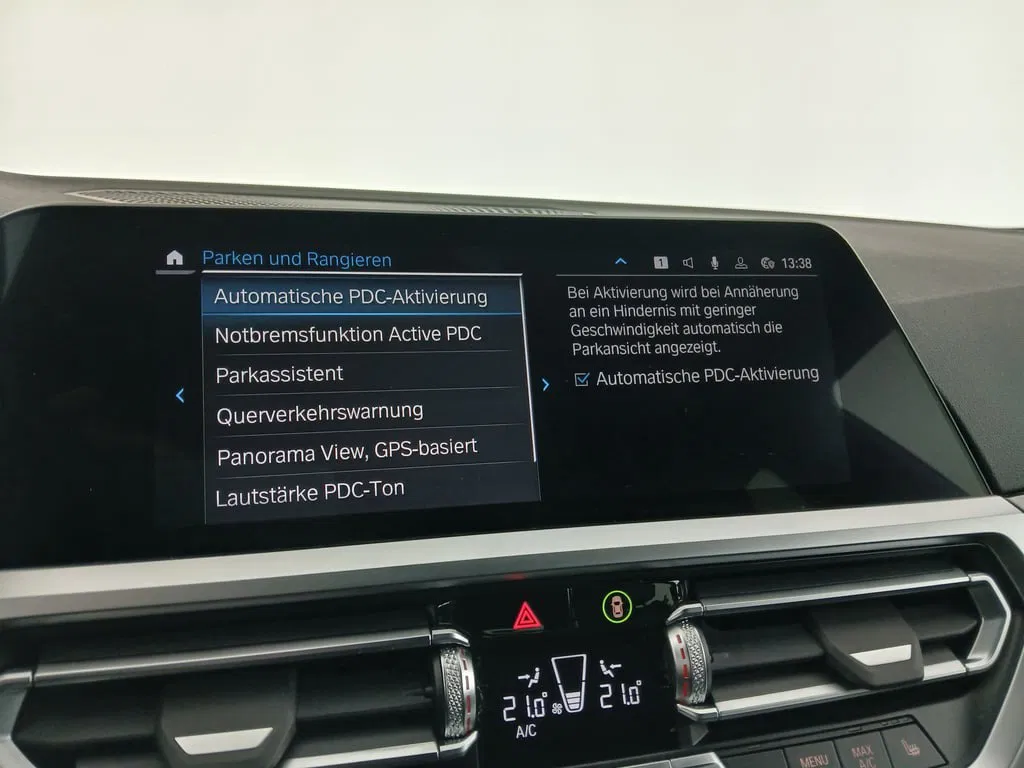 Parken und Rangieren
1
13:38
Automatische PDC-Aktivierung
Notbremsfunktion Active PDC
Parkassistent
Querverkehrswarnung
Panorama View, GPS-basiert
Lautstärke PDC-Ton
Bei Aktivierung wird bei Annäherung
an ein Hindernis mit geringer
Geschwindigkeit automatisch die
Parkansicht angezeigt.
Automatische PDC-Aktivierung
21.0°
21.0°
A/C
MENU
MAX
A/C